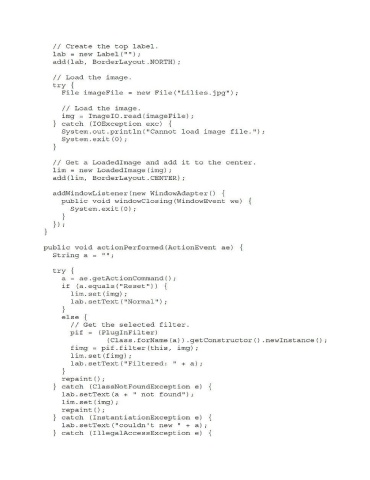 // Create the top label.
lab = new Label("");
add(lab, BorderLayout.NORTH);
// Load the image.
try {
File imageFile = new File("Lilies.jpg");
// Load the image.
img = ImageIO.read(imageFile);
} catch (IOException exc) {
System.out.println("Cannot load image file.");
System.exit(0);
}
// Get a LoadedImage and add it to the center.
lim = new LoadedImage(img);
add(lim, BorderLayout.CENTER);
addWindowListener(new WindowAdapter() {
public void windowClosing(WindowEvent we) {
System.exit(0);
}
});
}
public void actionPerformed(ActionEvent ae) {
String a = "";
try {
a = ae.getActionCommand();
if (a.equals("Reset")) {
lim.set(img);
lab.setText("Normal");
}
else {
// Get the selected filter.
pif = (PlugInFilter)
(Class.forName(a)).getConstructor().newInstance();
fimg = pif.filter(this, img);
lim.set(fimg);
lab.setText("Filtered: " + a);
}
repaint();
} catch (ClassNotFoundException e) {
lab.setText(a + " not found");
lim.set(img);
repaint();
} catch (InstantiationException e) {
lab.setText("couldn't new " + a);
} catch (IllegalAccessException e) {